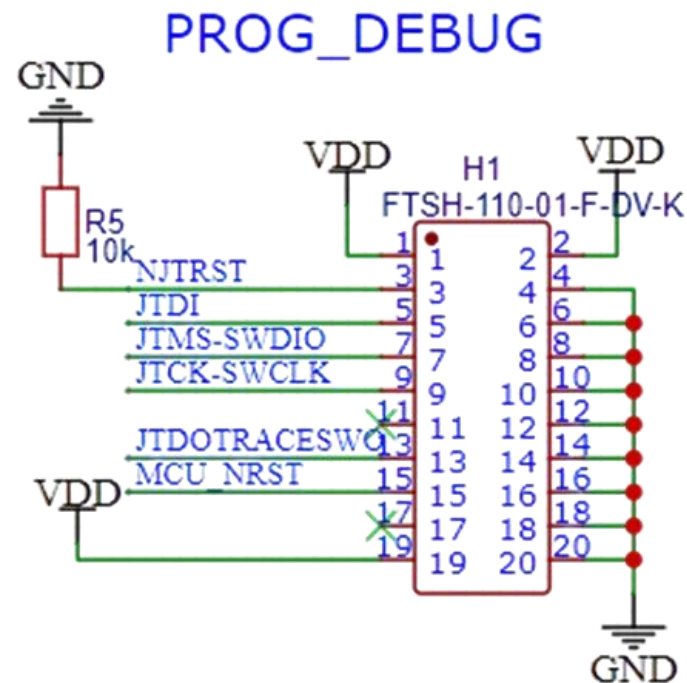 PROG_DEBUG
GND
VDD
VDD
H1
FTSH-110-01-F-DV-K
R5
10k
1 1 2 2
NJTRST 3 3 4 4
JTDI 5 5 6 6
JTMS-SWDIO 7 7 8 8
JTCK-SWCLK 9 9 10 10
11 11 12 12
JTDOTRACESWO 13 13 14 14
MCU_NRST 15 15 16 16
VDD
17 17 18 18
19 19 20 20
GND